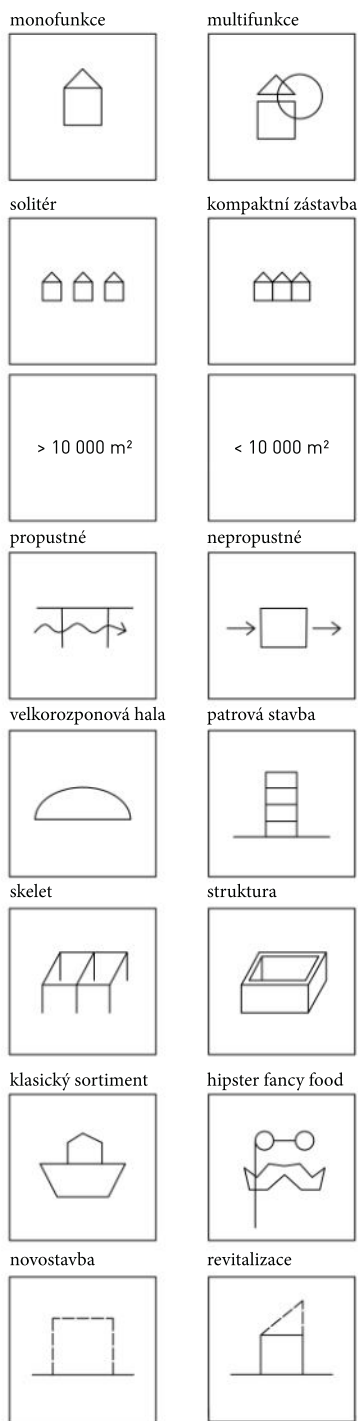 monofunkce
multifunkce
solitér
kompaktní zástavba
> 10 000 m²
< 10 000 m²
propustné
nepropustné
velkorozponová hala
patrová stavba
skelet
struktura
klasický sortiment
hipster fancy food
novostavba
revitalizace